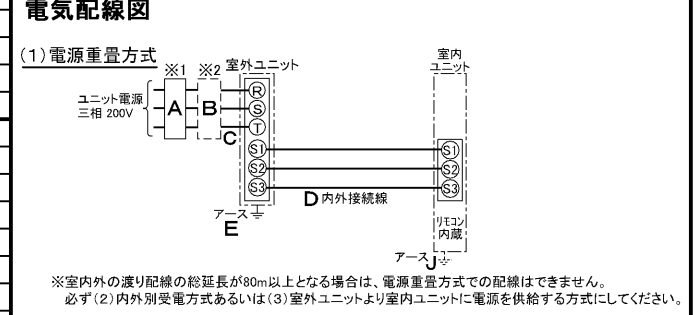 電気配線図
(1)電源重畳方式
※1 ※2 室外ユニット
室内
ユニット
ユニット電源
三相 200V
A
B
C
R
S
T
S1
S2
S3
S1
S2
S3
D 内外接続線
アース
E
リモコン
内蔵
アース J
※室内外の渡り配線の総延長が80m以上となる場合は、電源重畳方式での配線はできません。
必ず(2)内外別受電方式あるいは(3)室外ユニットより室内ユニットに電源を供給する方式にしてください。